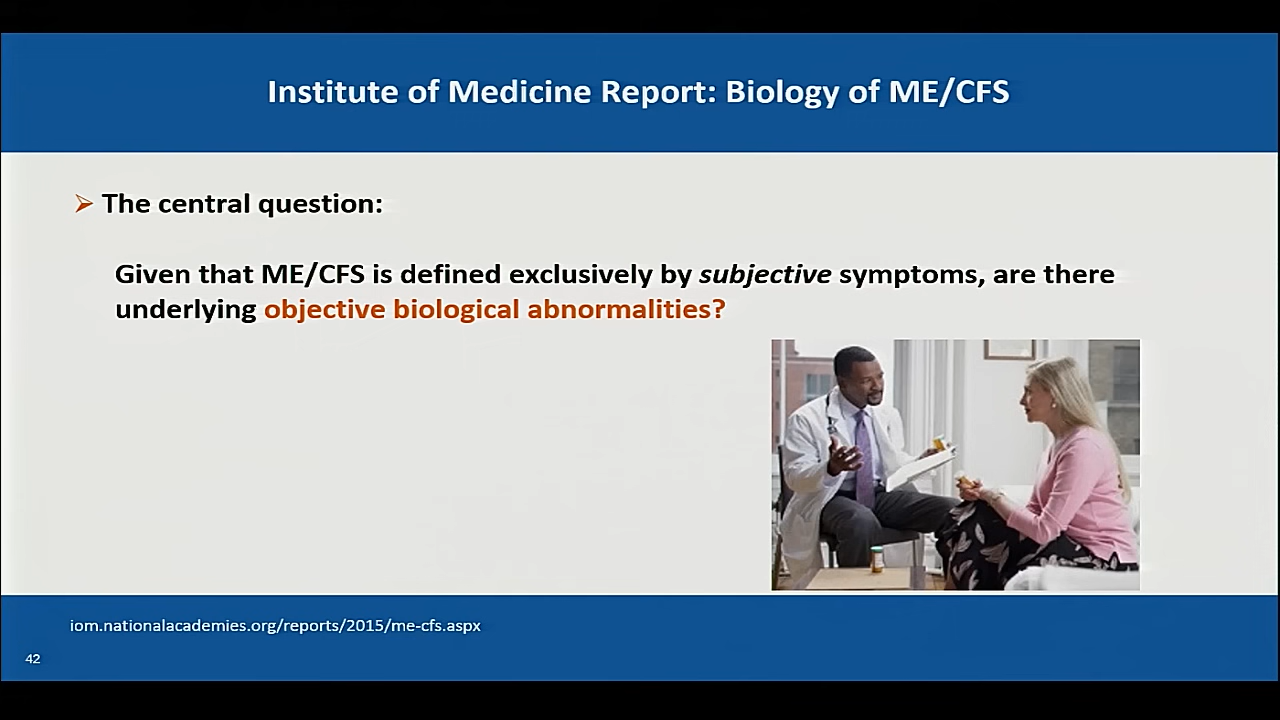 Institute of Medicine Report: Biology of ME/CFS
➢ The central question:
Given that ME/CFS is defined exclusively by subjective symptoms, are there
underlying objective biological abnormalities?
iom.nationalacademies.org/reports/2015/me-cfs.aspx
42